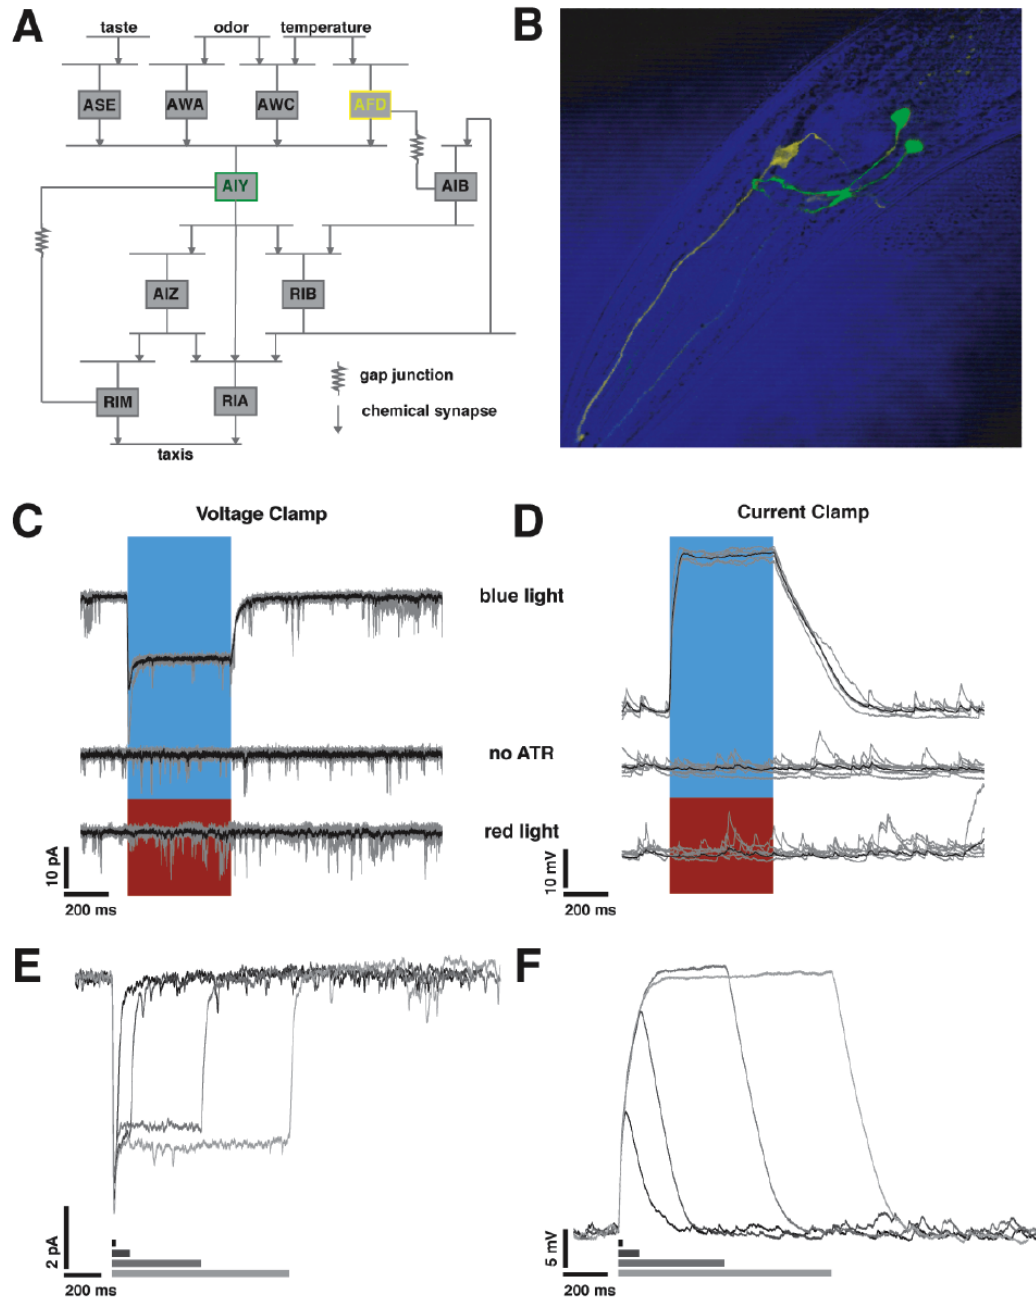 A
B
taste odor temperature
ASE AWA AWC AFD
AIY AIB
AIZ RIB
gap junction
RIM RIA
chemical synapse
taxis
C
Voltage Clamp
D
Current Clamp
blue light
no ATR
red light
10 pA
200 ms
10 mV
200 ms
E
F
2 pA
200 ms
5 mV
200 ms